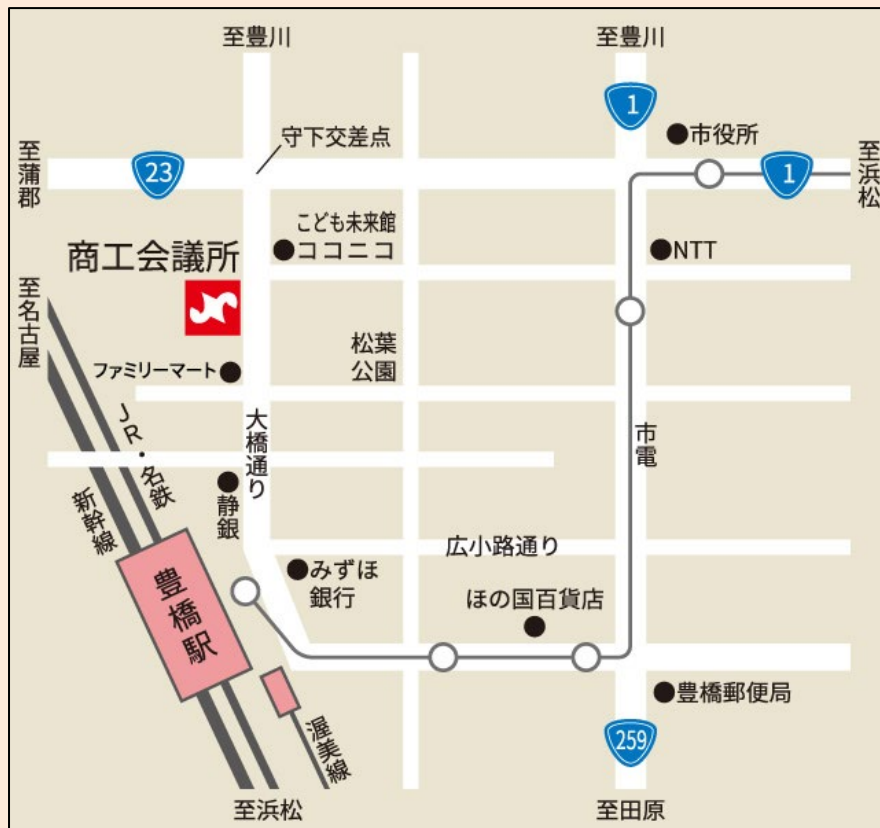 至豊川
至豊川
1
市役所
守下交差点
至蒲郡
23
1
至浜松
こども未来館
ココニコ
商工会議所
NTT
至名古屋
松葉
公園
ファミリーマート
JR・名鉄
大橋通り
市電
新幹線
静銀
広小路通り
みずほ
銀行
ほの国百貨店
豊橋駅
豊橋郵便局
渥美線
259
至浜松
至田原